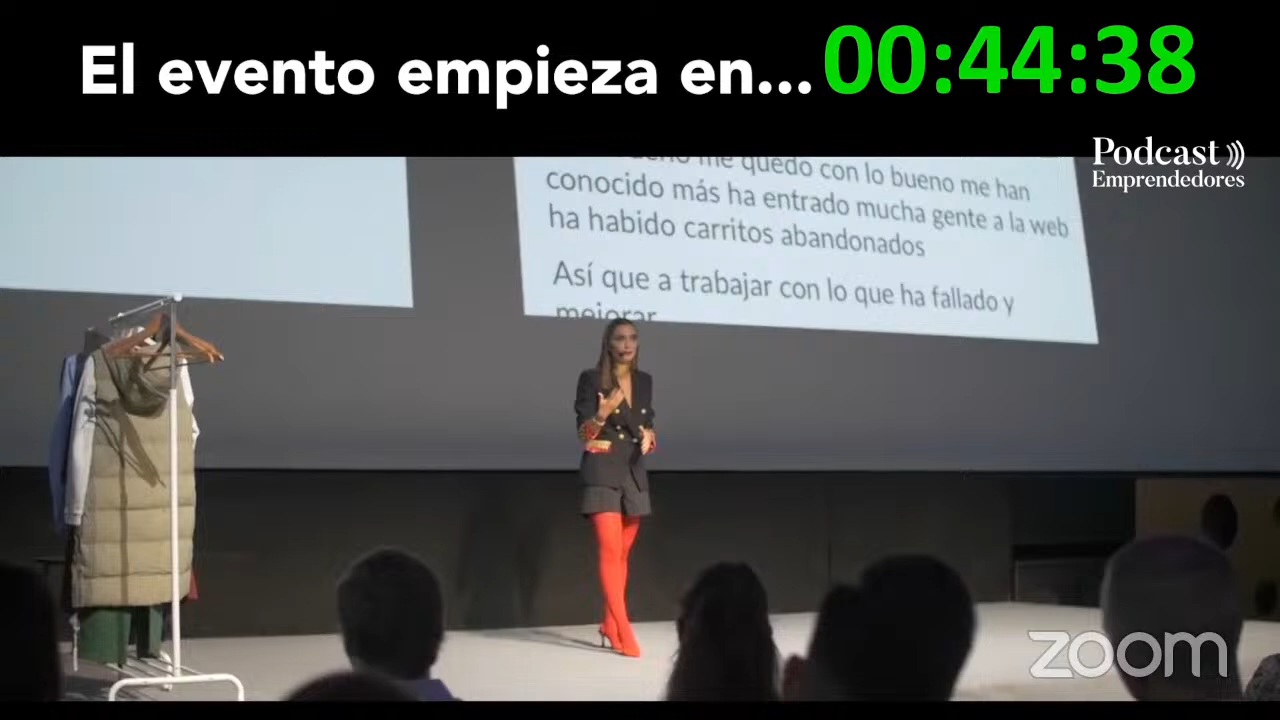 El evento empieza en... 00:44:38
Podcast
Emprendedores
me quedo con lo bueno me han
conocido más ha entrado mucha gente a la web
ha habido carritos abandonados
Así que a trabajar con lo que ha fallado y
mejorar
zoom